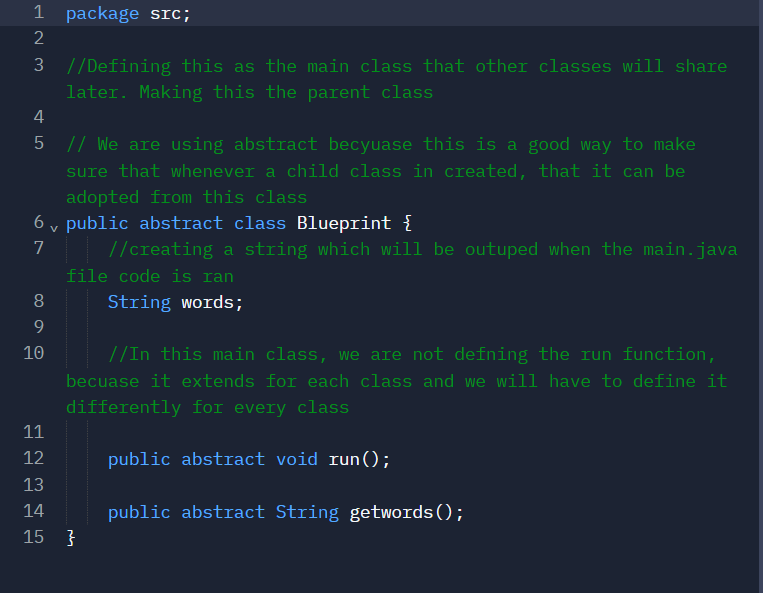 1 package src;
2
3 //Defining this as the main class that other classes will share
later. Making this the parent class
4
5 // We are using abstract becyuase this is a good way to make
sure that whenever a child class in created, that it can be
adopted from this class
6 public abstract class Blueprint {
7 //creating a string which will be outuped when the main.java
file code is ran
8 String words;
9
10 //In this main class, we are not defning the run function,
becuase it extends for each class and we will have to define it
differently for every class
11
12 public abstract void run();
13
14 public abstract String getwords();
15 }